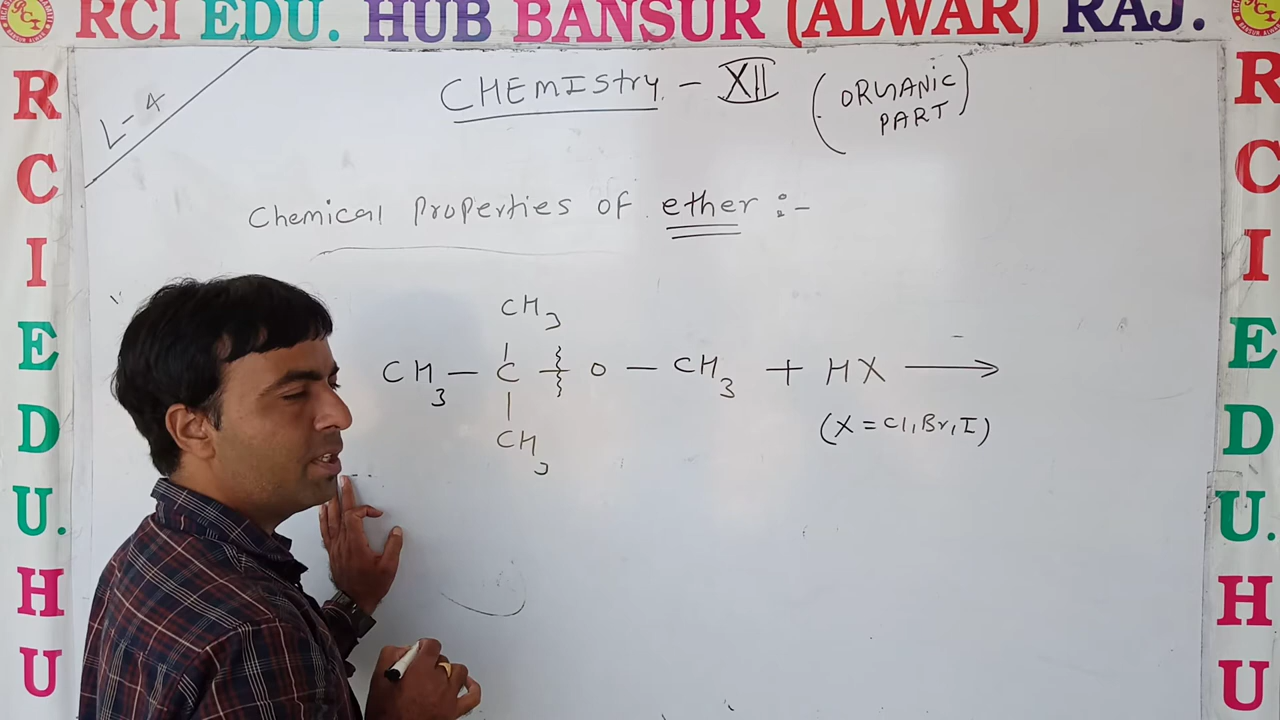 RCI EDU. HUB BANSUR (ALWAR) RAJ.
R
C
I
E
D
U.
H
U
L-4
CHEMIStry - XII
(ORGANIC
PART)
Chemical Properties of ether :-
CH3
CH3 — C — O — CH3 + HX ⟶
CH3
(X = Cl, Br, I)
R
C
I
E
D
U.
H
U